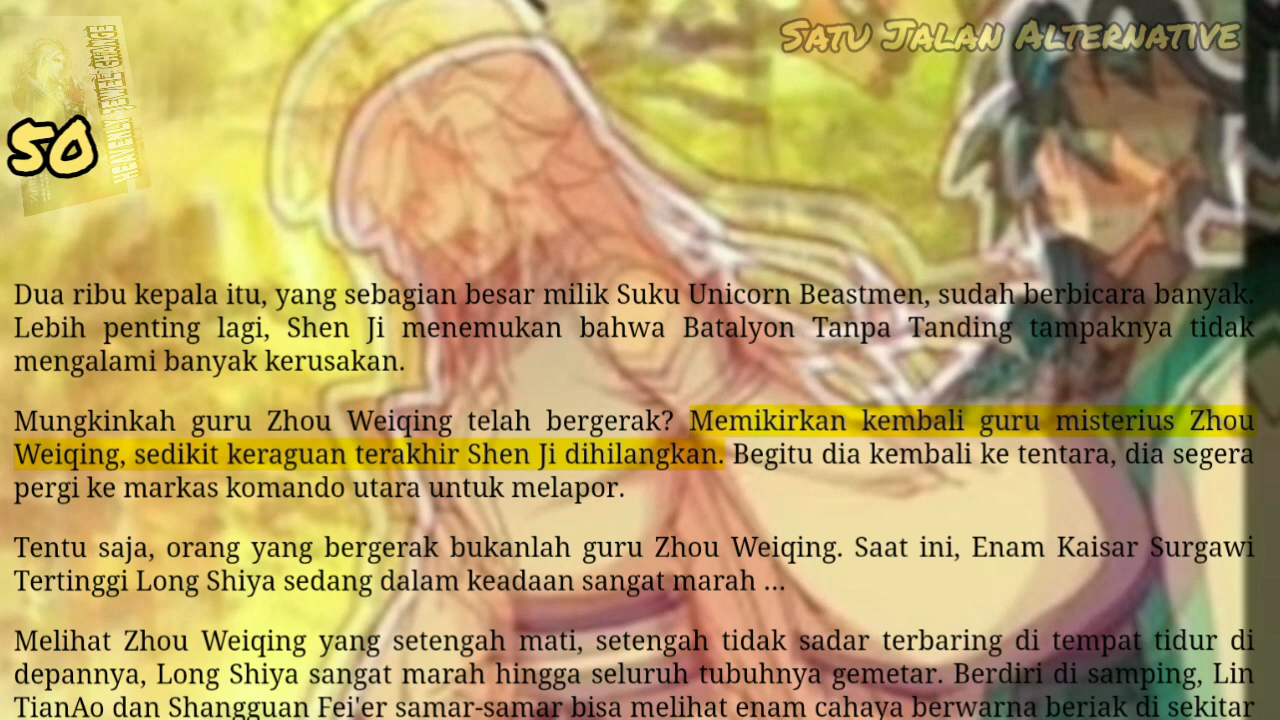 Satu Jalan Alternative
HEAVENLY JEWEL CHANGE
50
Dua ribu kepala itu, yang sebagian besar milik Suku Unicorn Beastmen, sudah berbicara banyak.
Lebih penting lagi, Shen Ji menemukan bahwa Batalyon Tanpa Tanding tampaknya tidak
mengalami banyak kerusakan.
Mungkinkah guru Zhou Weiqing telah bergerak? Memikirkan kembali guru misterius Zhou
Weiqing, sedikit keraguan terakhir Shen Ji dihilangkan. Begitu dia kembali ke tentara, dia segera
pergi ke markas komando utara untuk melapor.
Tentu saja, orang yang bergerak bukanlah guru Zhou Weiqing. Saat ini, Enam Kaisar Surgawi
Tertinggi Long Shiya sedang dalam keadaan sangat marah ...
Melihat Zhou Weiqing yang setengah mati, setengah tidak sadar terbaring di tempat tidur di
depannya, Long Shiya sangat marah hingga seluruh tubuhnya gemetar. Berdiri di samping, Lin
TianAo dan Shangguan Fei'er samar-samar bisa melihat enam cahaya berwarna beriak di sekitar